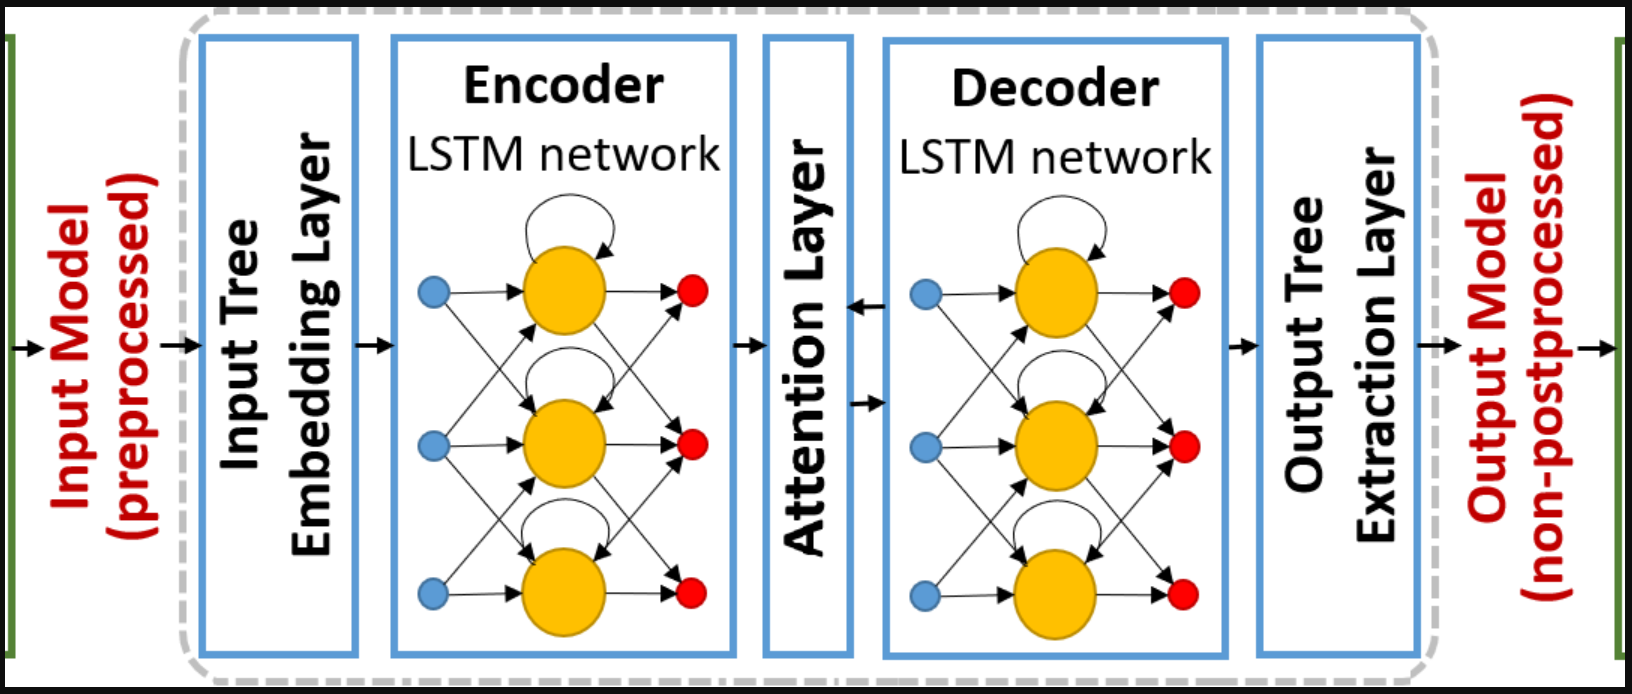 Input Model
(preprocessed)
Input Tree
Embedding Layer
Encoder
LSTM network
Attention Layer
Decoder
LSTM network
Output Tree
Extraction Layer
Output Model
(non-postprocessed)